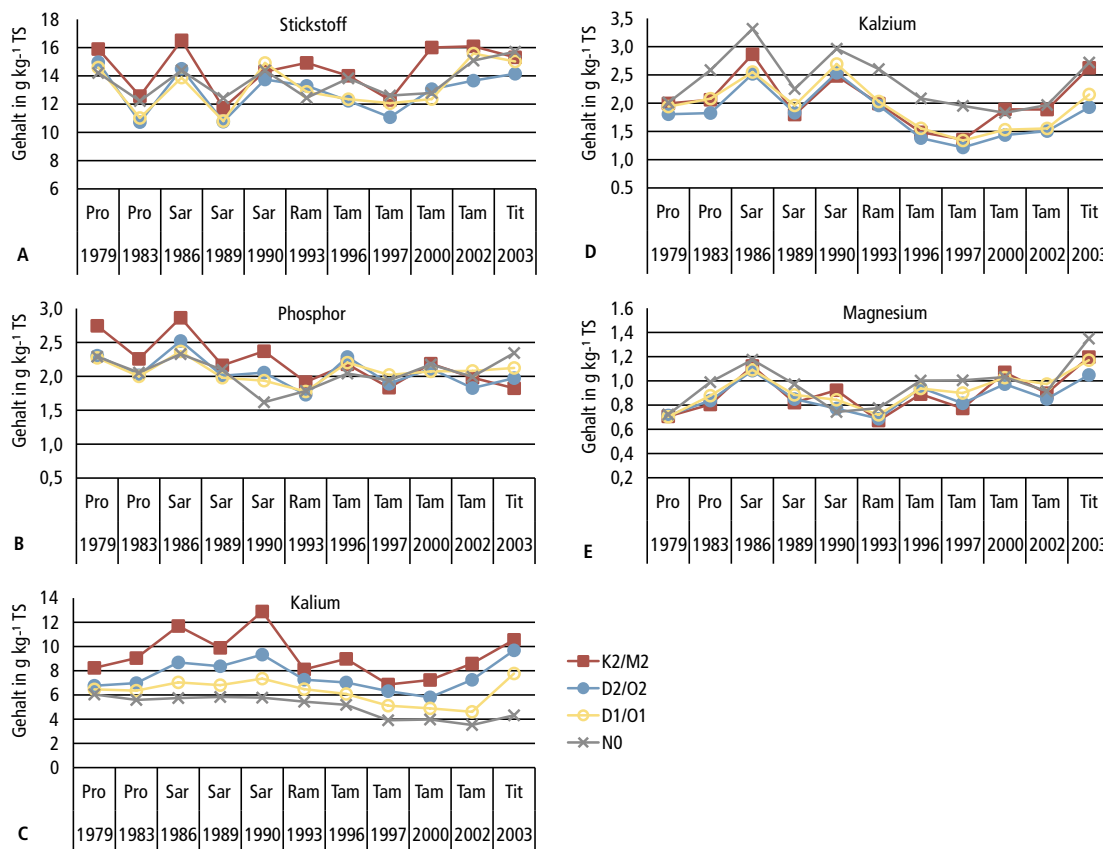 Stickstoff
Gehalt in g kg⁻¹ TS
18
16
14
12
10
8
6
Pro Pro Sar Sar Sar Ram Tam Tam Tam Tam Tit
1979 1983 1986 1989 1990 1993 1996 1997 2000 2002 2003
A
Phosphor
Gehalt in g kg⁻¹ TS
3,0
2,5
2,0
1,5
1,0
0,5
Pro Pro Sar Sar Sar Ram Tam Tam Tam Tam Tit
1979 1983 1986 1989 1990 1993 1996 1997 2000 2002 2003
B
Kalium
Gehalt in g kg⁻¹ TS
14
12
10
8
6
4
2
0
Pro Pro Sar Sar Sar Ram Tam Tam Tam Tam Tit
1979 1983 1986 1989 1990 1993 1996 1997 2000 2002 2003
C
Kalzium
Gehalt in g kg⁻¹ TS
3,5
3,0
2,5
2,0
1,5
1,0
0,5
Pro Pro Sar Sar Sar Ram Tam Tam Tam Tam Tit
1979 1983 1986 1989 1990 1993 1996 1997 2000 2002 2003
D
Magnesium
Gehalt in g kg⁻¹ TS
1.6
1,4
1,2
1,0
0,8
0,6
0,4
0,2
Pro Pro Sar Sar Sar Ram Tam Tam Tam Tam Tit
1979 1983 1986 1989 1990 1993 1996 1997 2000 2002 2003
E
K2/M2
D2/O2
D1/O1
N0